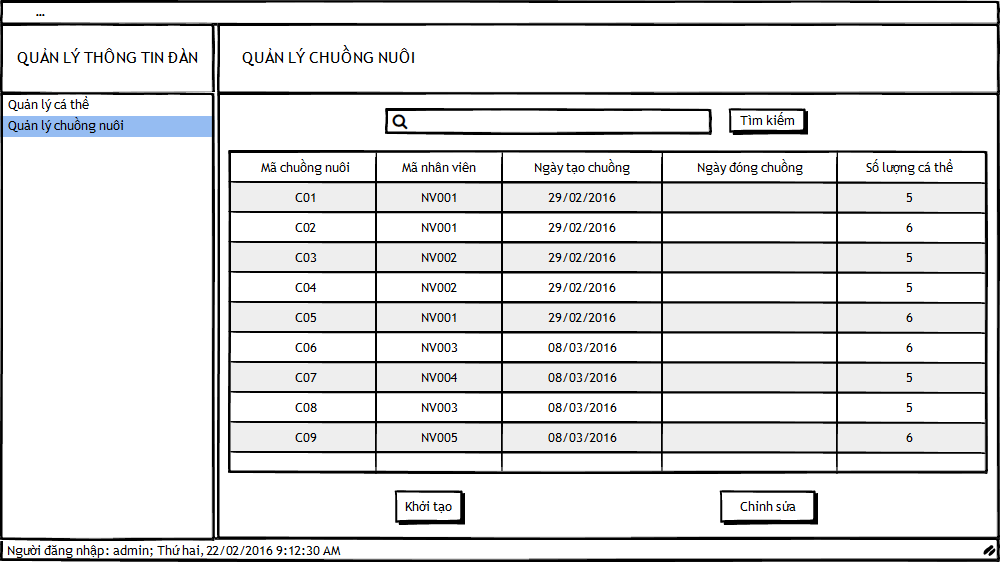 ...
QUẢN LÝ THÔNG TIN ĐÀN
QUẢN LÝ CHUỒNG NUÔI
Quản lý cá thể
Quản lý chuồng nuôi
Tìm kiếm
Mã chuồng nuôi Mã nhân viên Ngày tạo chuồng Ngày đóng chuồng Số lượng cá thể
C01 NV001 29/02/2016 5
C02 NV001 29/02/2016 6
C03 NV002 29/02/2016 5
C04 NV002 29/02/2016 5
C05 NV001 29/02/2016 6
C06 NV003 08/03/2016 6
C07 NV004 08/03/2016 5
C08 NV003 08/03/2016 5
C09 NV005 08/03/2016 6
Khởi tạo
Chỉnh sửa
Người đăng nhập: admin; Thứ hai, 22/02/2016 9:12:30 AM